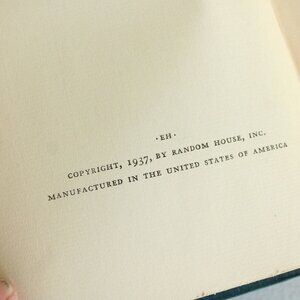 ·EH·
COPYRIGHT, 1937, BY RANDOM HOUSE, INC.
MANUFACTURED IN THE UNITED STATES OF AMERICA